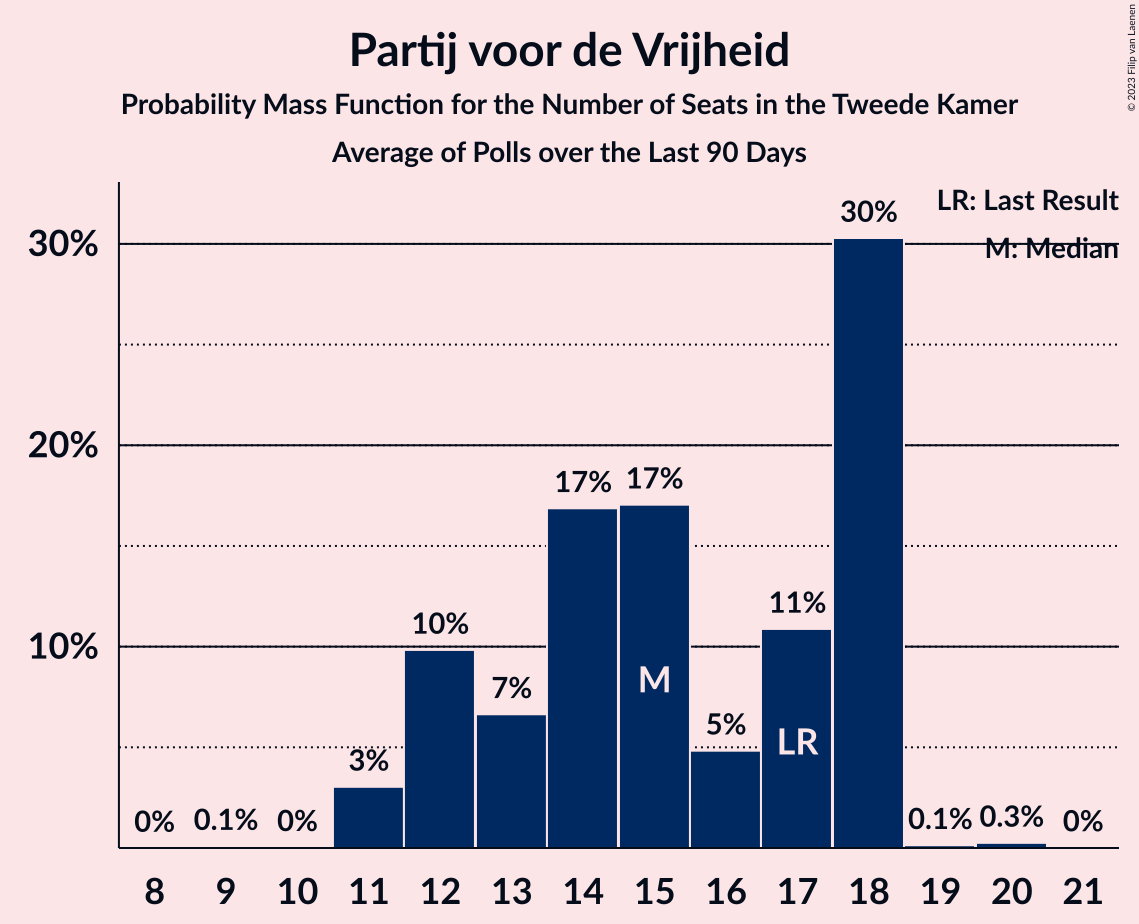 Partij voor de Vrijheid
Probability Mass Function for the Number of Seats in the Tweede Kamer
Average of Polls over the Last 90 Days
© 2023 Filip van Laenen
LR: Last Result
M: Median
30%
20%
10%
0%
0.1%
0%
3%
10%
7%
17%
17%
5%
11%
30%
0.1%
0.3%
0%
M
LR
8 9 10 11 12 13 14 15 16 17 18 19 20 21